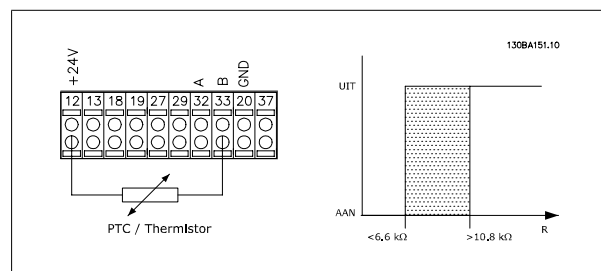 130BA151.10
+24V
A
B
GND
12 13 18 19 27 29 32 33 20 37
PTC / Thermistor
UIT
AAN
<6.6 kΩ
>10.8 kΩ
R